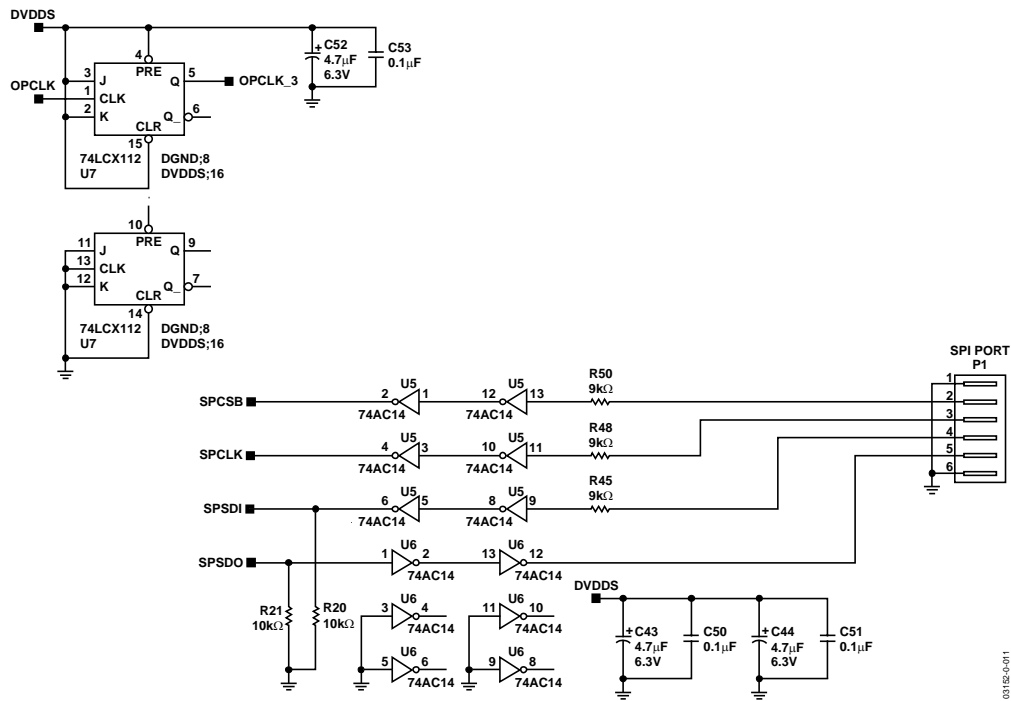 DVDDS
4
PRE
3 J
Q 5
OPCLK_3
OPCLK
1 CLK
2 K
Q_ 6
CLR
15
74LCX112
U7
DGND;8
DVDDS;16
+ C52
4.7µF
6.3V
C53
0.1µF
10
PRE
11 J
Q 9
13 CLK
12 K
Q_ 7
CLR
14
74LCX112
U7
DGND;8
DVDDS;16
SPI PORT
P1
1
2
3
4
5
6
SPCSB
2 U5 1
74AC14
12 U5 13
74AC14
R50
9kΩ
SPCLK
4 U5 3
74AC14
10 U5 11
74AC14
R48
9kΩ
SPSDI
6 U5 5
74AC14
8 U5 9
74AC14
R45
9kΩ
SPSDO
1 U6 2
74AC14
13 U6 12
74AC14
R21
10kΩ
R20
10kΩ
3 U6 4
74AC14
11 U6 10
74AC14
5 U6 6
74AC14
9 U6 8
74AC14
DVDDS
+ C43
4.7µF
6.3V
C50
0.1µF
+ C44
4.7µF
6.3V
C51
0.1µF
03152-0-011